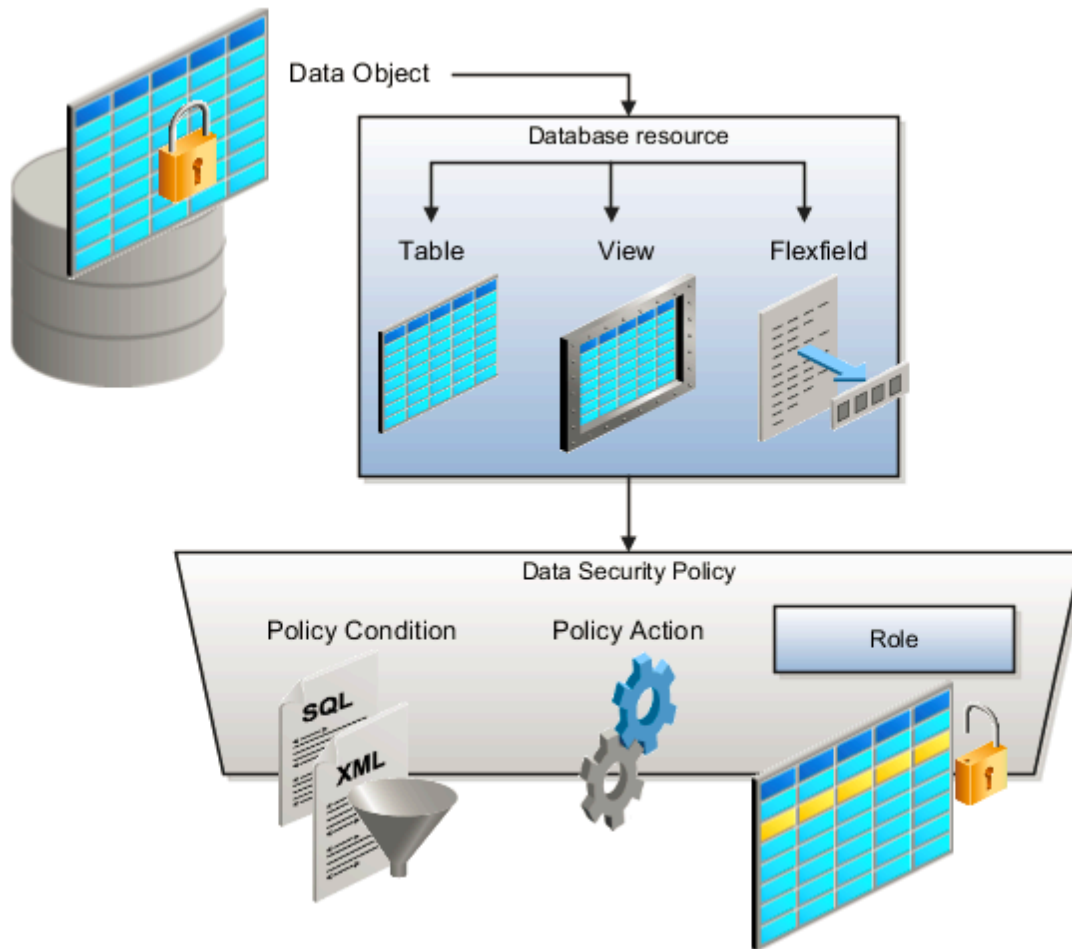 Data Object
Database resource
Table
View
Flexfield
Data Security Policy
Policy Condition
Policy Action
Role
SQL
XML